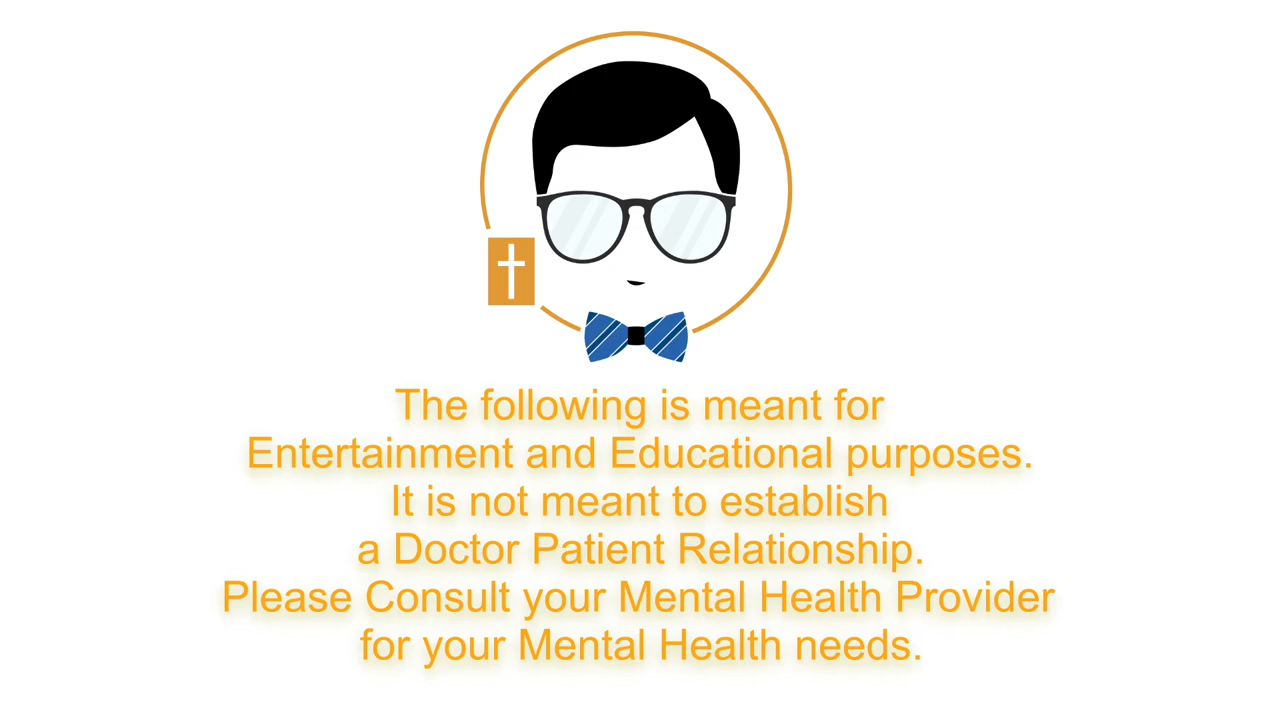 The following is meant for
Entertainment and Educational purposes.
It is not meant to establish
a Doctor Patient Relationship.
Please Consult your Mental Health Provider
for your Mental Health needs.